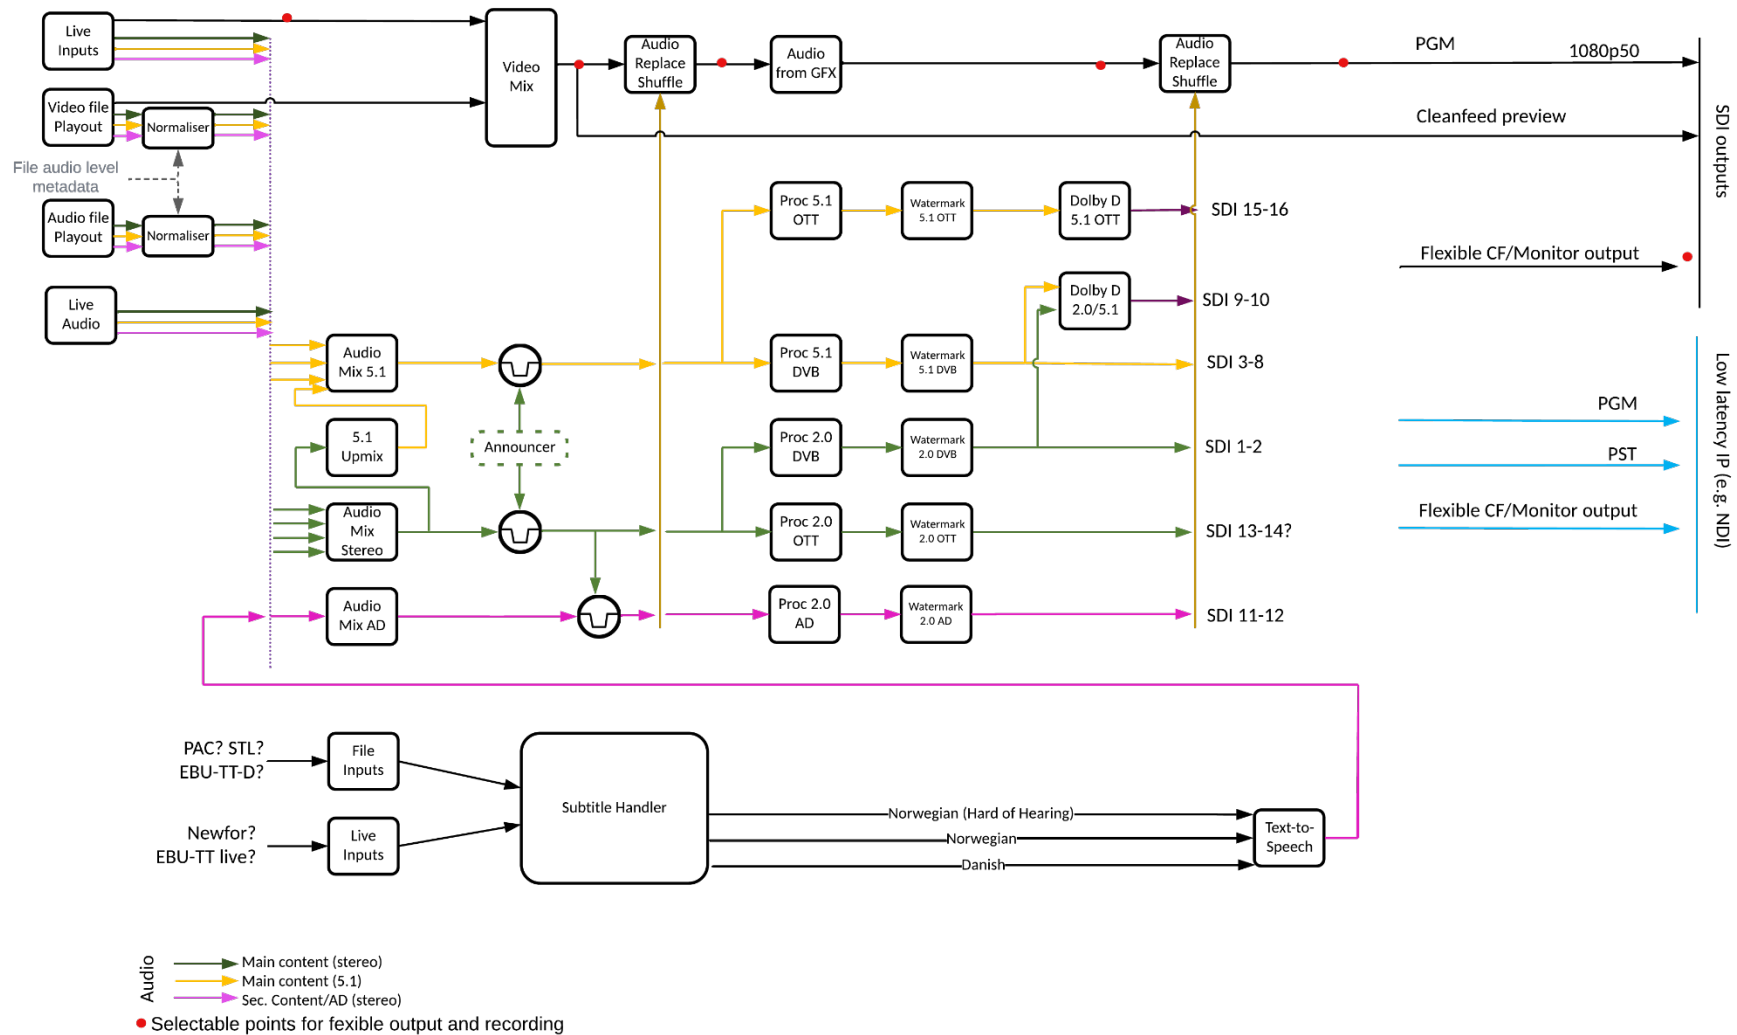 Live
Inputs
Video file
Playout
Normaliser
File audio level
metadata
Audio file
Playout
Normaliser
Live
Audio
Video
Mix
Audio
Replace
Shuffle
Audio
from GFX
Audio
Replace
Shuffle
PGM
1080p50
Cleanfeed preview
SDI outputs
Flexible CF/Monitor output
Proc 5.1
OTT
Watermark
5.1 OTT
Dolby D
5.1 OTT
SDI 15-16
Dolby D
2.0/5.1
SDI 9-10
Audio
Mix 5.1
Proc 5.1
DVB
Watermark
5.1 DVB
SDI 3-8
5.1
Upmix
Announcer
Proc 2.0
DVB
Watermark
2.0 DVB
SDI 1-2
Audio
Mix
Stereo
Proc 2.0
OTT
Watermark
2.0 OTT
SDI 13-14?
Audio
Mix AD
Proc 2.0
AD
Watermark
2.0 AD
SDI 11-12
PGM
PST
Flexible CF/Monitor output
Low latency IP (e.g. NDI)
PAC? STL?
EBU-TT-D?
File
Inputs
Newfor?
EBU-TT live?
Live
Inputs
Subtitle Handler
Norwegian (Hard of Hearing)
Norwegian
Danish
Text-to-
Speech
Audio
Main content (stereo)
Main content (5.1)
Sec. Content/AD (stereo)
Selectable points for fexible output and recording